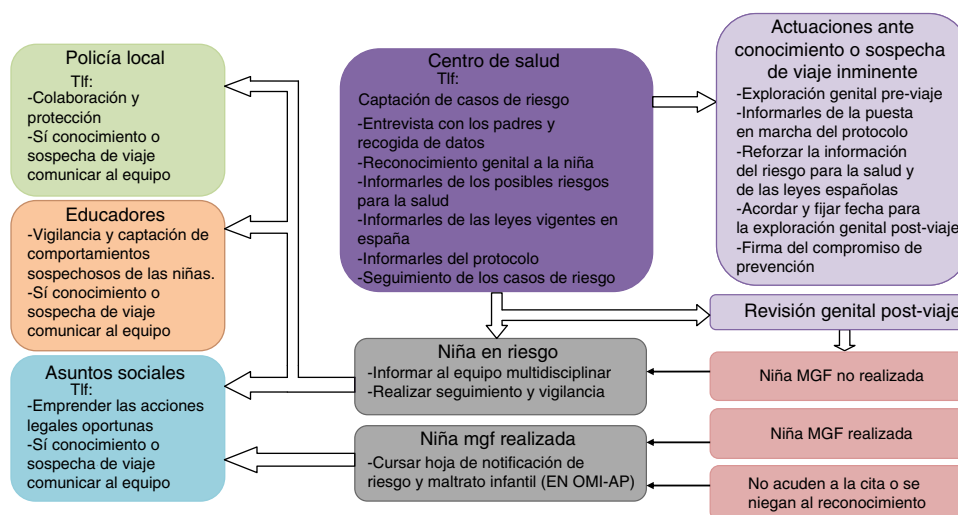 Policía local
Tlf:
-Colaboración y
protección
-Sí conocimiento o
sospecha de viaje
comunicar al equipo
Educadores
-Vigilancia y captación de
comportamientos
sospechosos de las niñas.
-Sí conocimiento o
sospecha de viaje
comunicar al equipo
Asuntos sociales
Tlf:
-Emprender las acciones
legales oportunas
-Sí conocimiento o
sospecha de viaje
comunicar al equipo
Centro de salud
Tlf:
Captación de casos de riesgo
-Entrevista con los padres y
recogida de datos
-Reconocimiento genital a la niña
-Informarles de los posibles riesgos
para la salud
-Informarles de las leyes vigentes en
españa
-Informarles del protocolo
-Seguimiento de los casos de riesgo
Niña en riesgo
-Informar al equipo multidisciplinar
-Realizar seguimiento y vigilancia
Niña mgf realizada
-Cursar hoja de notificación de
riesgo y maltrato infantil (EN OMI-AP)
Actuaciones ante
conocimiento o sospecha
de viaje inminente
-Exploración genital pre-viaje
-Informarles de la puesta
en marcha del protocolo
-Reforzar la información
del riesgo para la salud y
de las leyes españolas
-Acordar y fijar fecha para
la exploración genital post-viaje
-Firma del compromiso de
prevención
Revisión genital post-viaje
Niña MGF no realizada
Niña MGF realizada
No acuden a la cita o se
niegan al reconocimiento